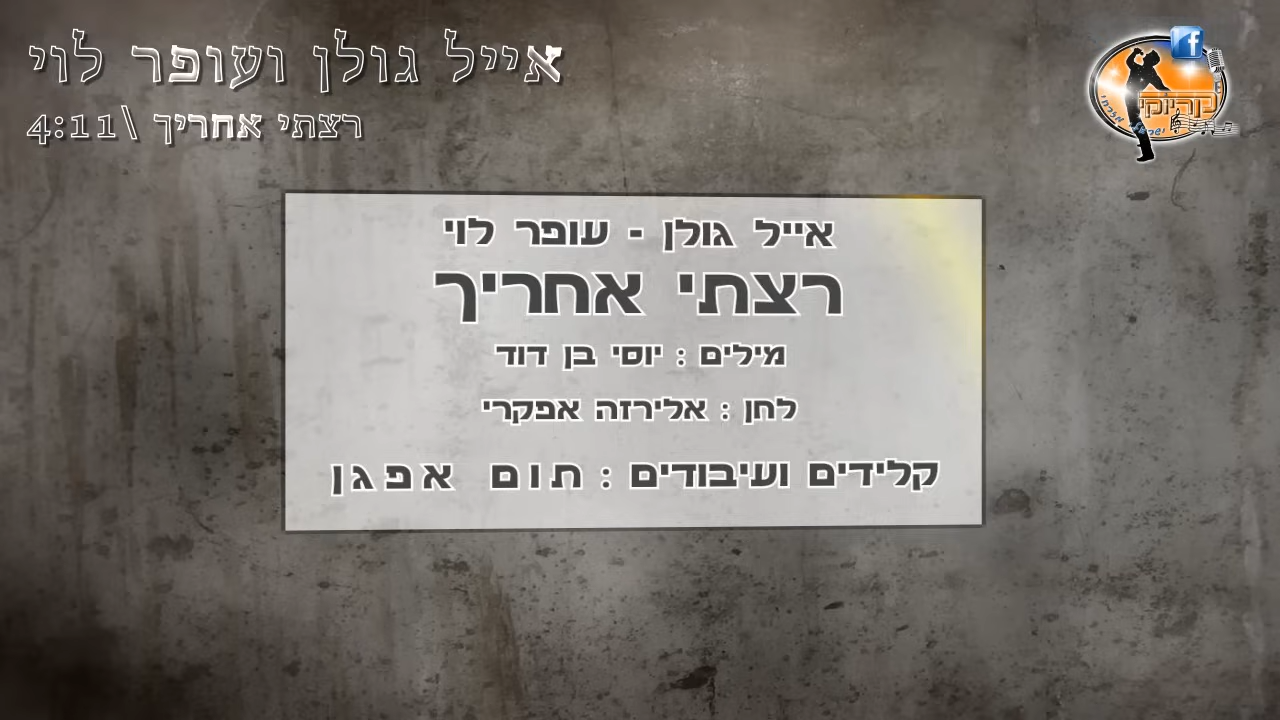 אייל גולן ועופר לוי
רצתי אחריך \4:11
קריוקי
אייל גולן - עופר לוי
רצתי אחריך
מילים : יוסי בן דוד
לחן : אלירזה אפקרי
קלידים ועיבודים : תום אפגן